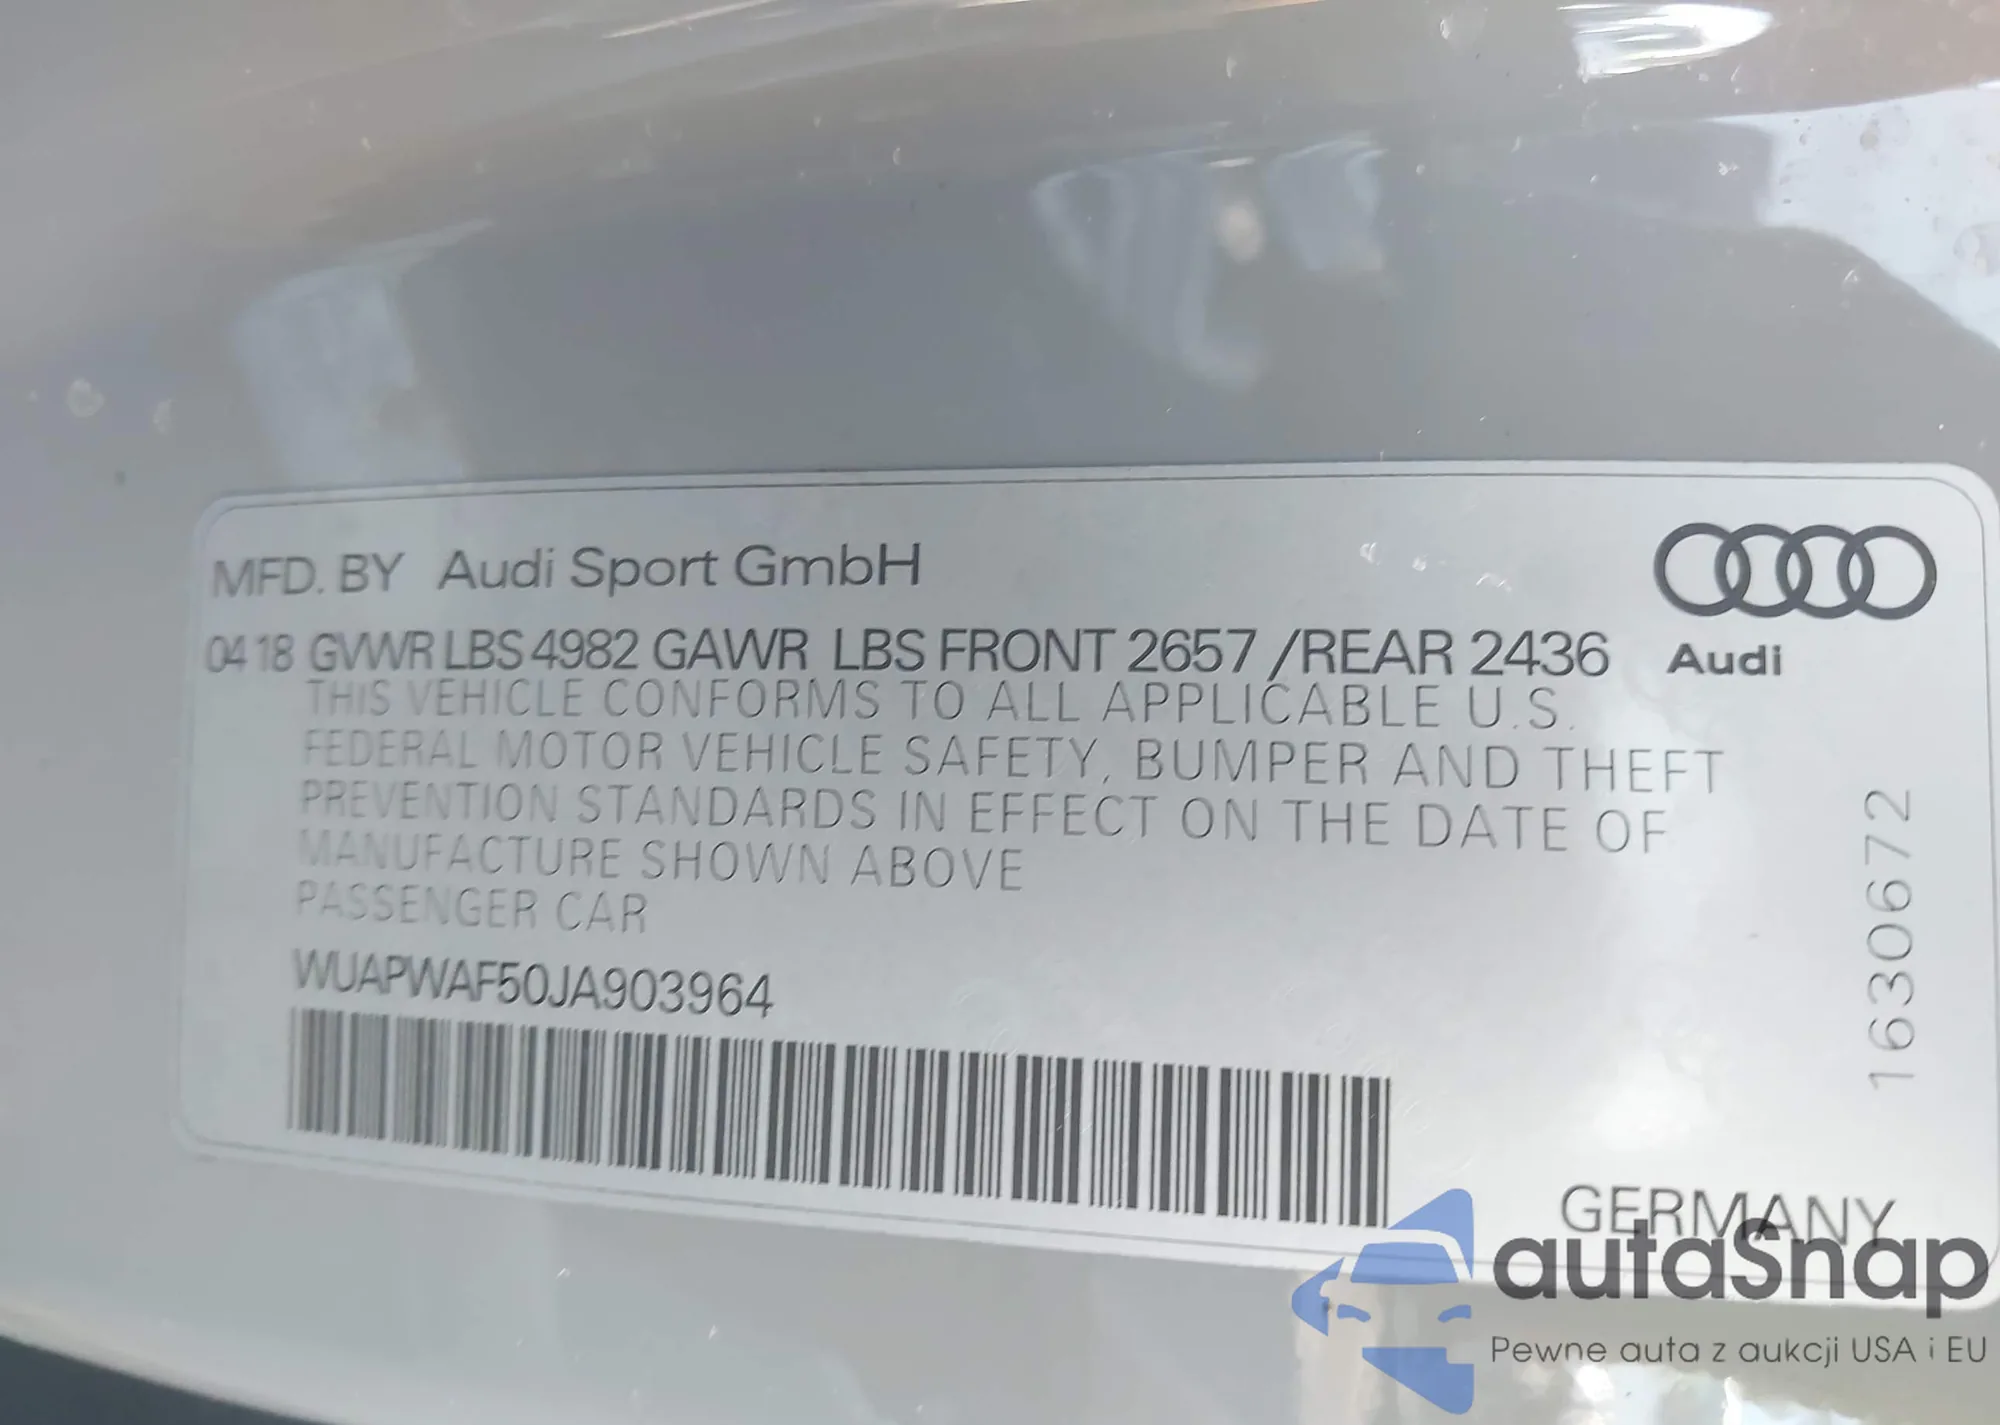 MFD. BY Audi Sport GmbH
04 18 GVWR LBS 4982 GAWR LBS FRONT 2657 /REAR 2436
Audi
THIS VEHICLE CONFORMS TO ALL APPLICABLE U.S.
FEDERAL MOTOR VEHICLE SAFETY, BUMPER AND THEFT
PREVENTION STANDARDS IN EFFECT ON THE DATE OF
MANUFACTURE SHOWN ABOVE
PASSENGER CAR
WUAPWAF50JA903964
16330672
GERMANY
autaSnap
Pewne auta z aukcji USA i EU